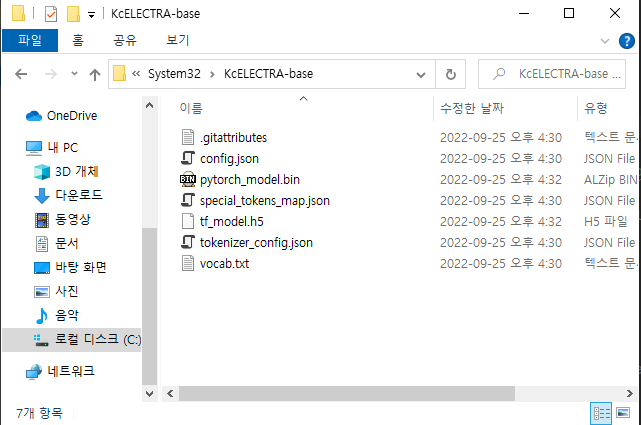 KcELECTRA-base
파일 홈 공유 보기
« System32 > KcELECTRA-base
KcELECTRA-base ...
이름 수정한 날짜 유형
OneDrive
내 PC
3D 개체
다운로드
동영상
문서
바탕 화면
사진
음악
로컬 디스크 (C:)
네트워크
.gitattributes 2022-09-25 오후 4:30 텍스트 문
config.json 2022-09-25 오후 4:30 JSON File
BIN pytorch_model.bin 2022-09-25 오후 4:32 ALZip BIN
special_tokens_map.json 2022-09-25 오후 4:30 JSON File
tf_model.h5 2022-09-25 오후 4:32 H5 파일
tokenizer_config.json 2022-09-25 오후 4:30 JSON File
vocab.txt 2022-09-25 오후 4:30 텍스트 문
7개 항목